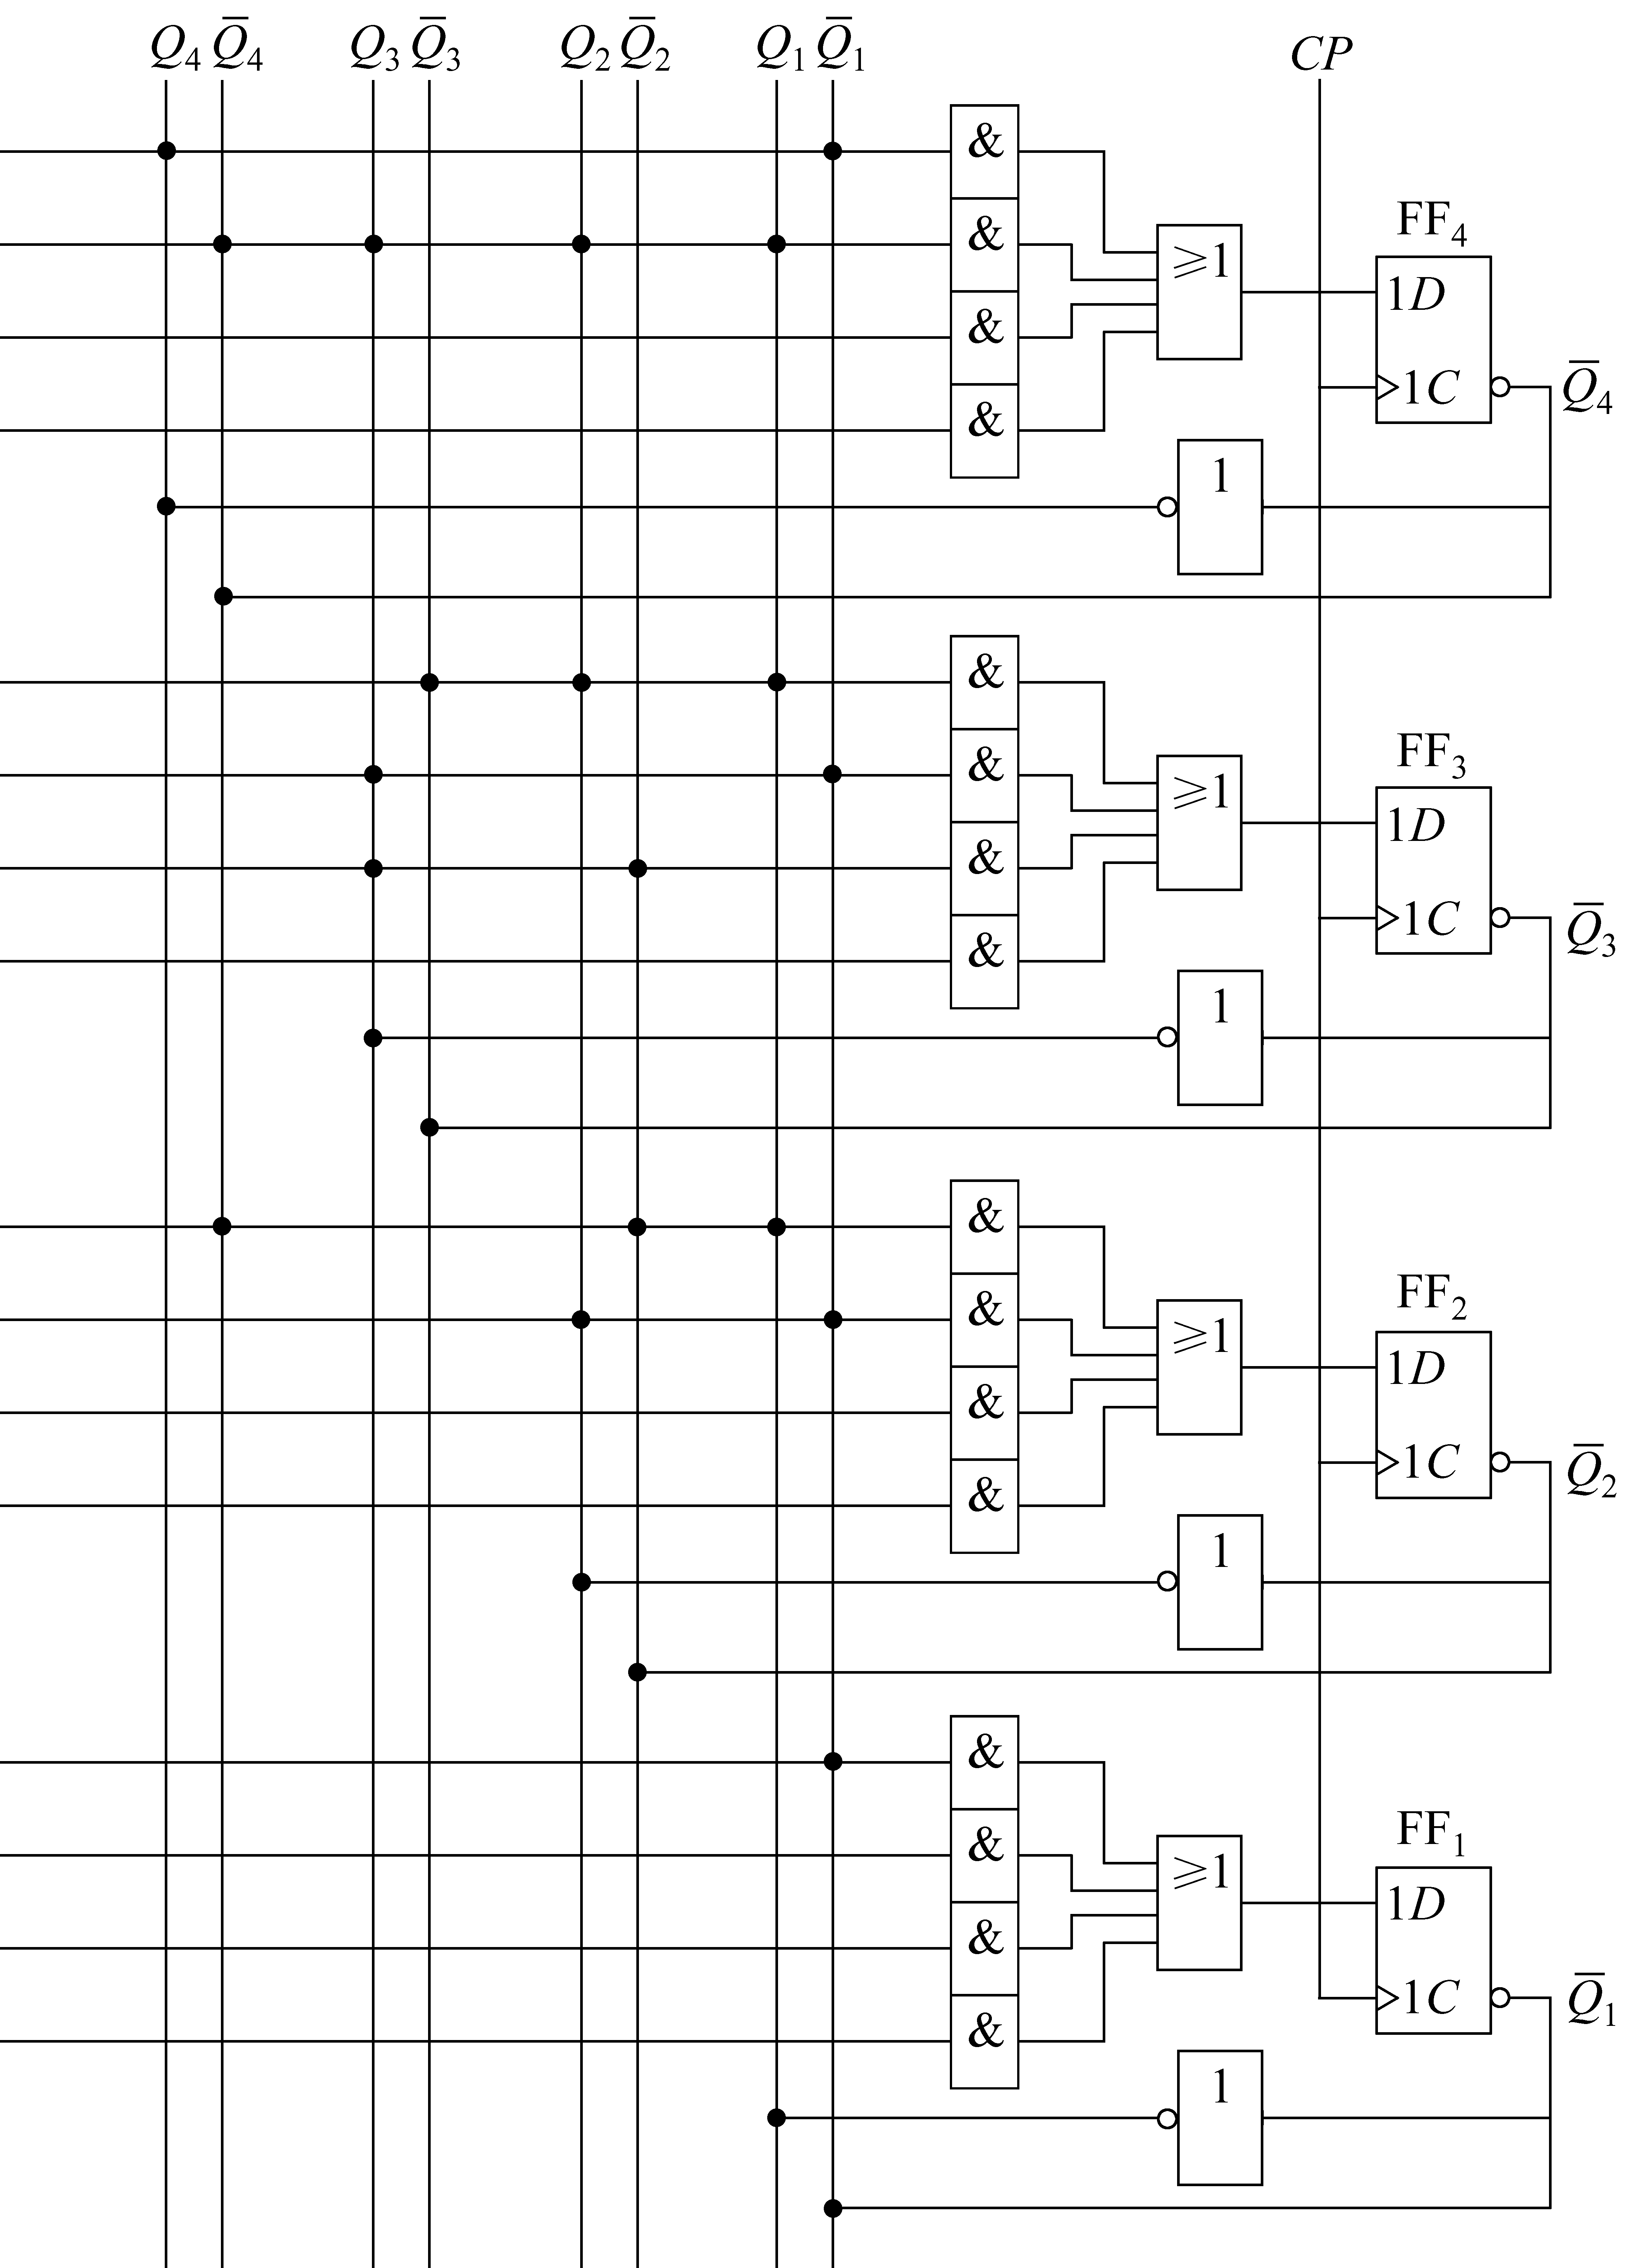 Q₄ Q̅₄ Q₃ Q̅₃ Q₂ Q̅₂ Q₁ Q̅₁ CP
&
& ≥1 FF₄
& 1D
& 1C Q̅₄
1
&
& ≥1 FF₃
& 1D
& 1C Q̅₃
1
&
& ≥1 FF₂
& 1D
& 1C Q̅₂
1
&
& ≥1 FF₁
& 1D
& 1C Q̅₁
1